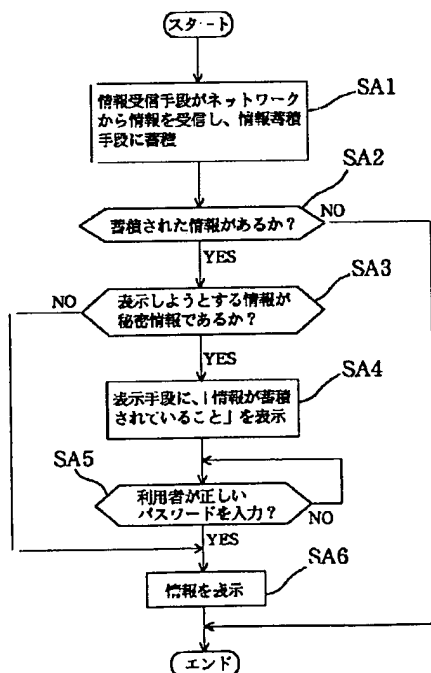 スタート
情報受信手段がネットワーク
から情報を受信し、情報蓄積
手段に蓄積
SA1
SA2
蓄積された情報があるか？
NO
YES
SA3
NO
表示しようとする情報が
秘密情報であるか？
YES
SA4
表示手段に、「情報が蓄積
されていること」を表示
SA5
利用者が正しい
パスワードを入力？
NO
YES
SA6
情報を表示
エンド